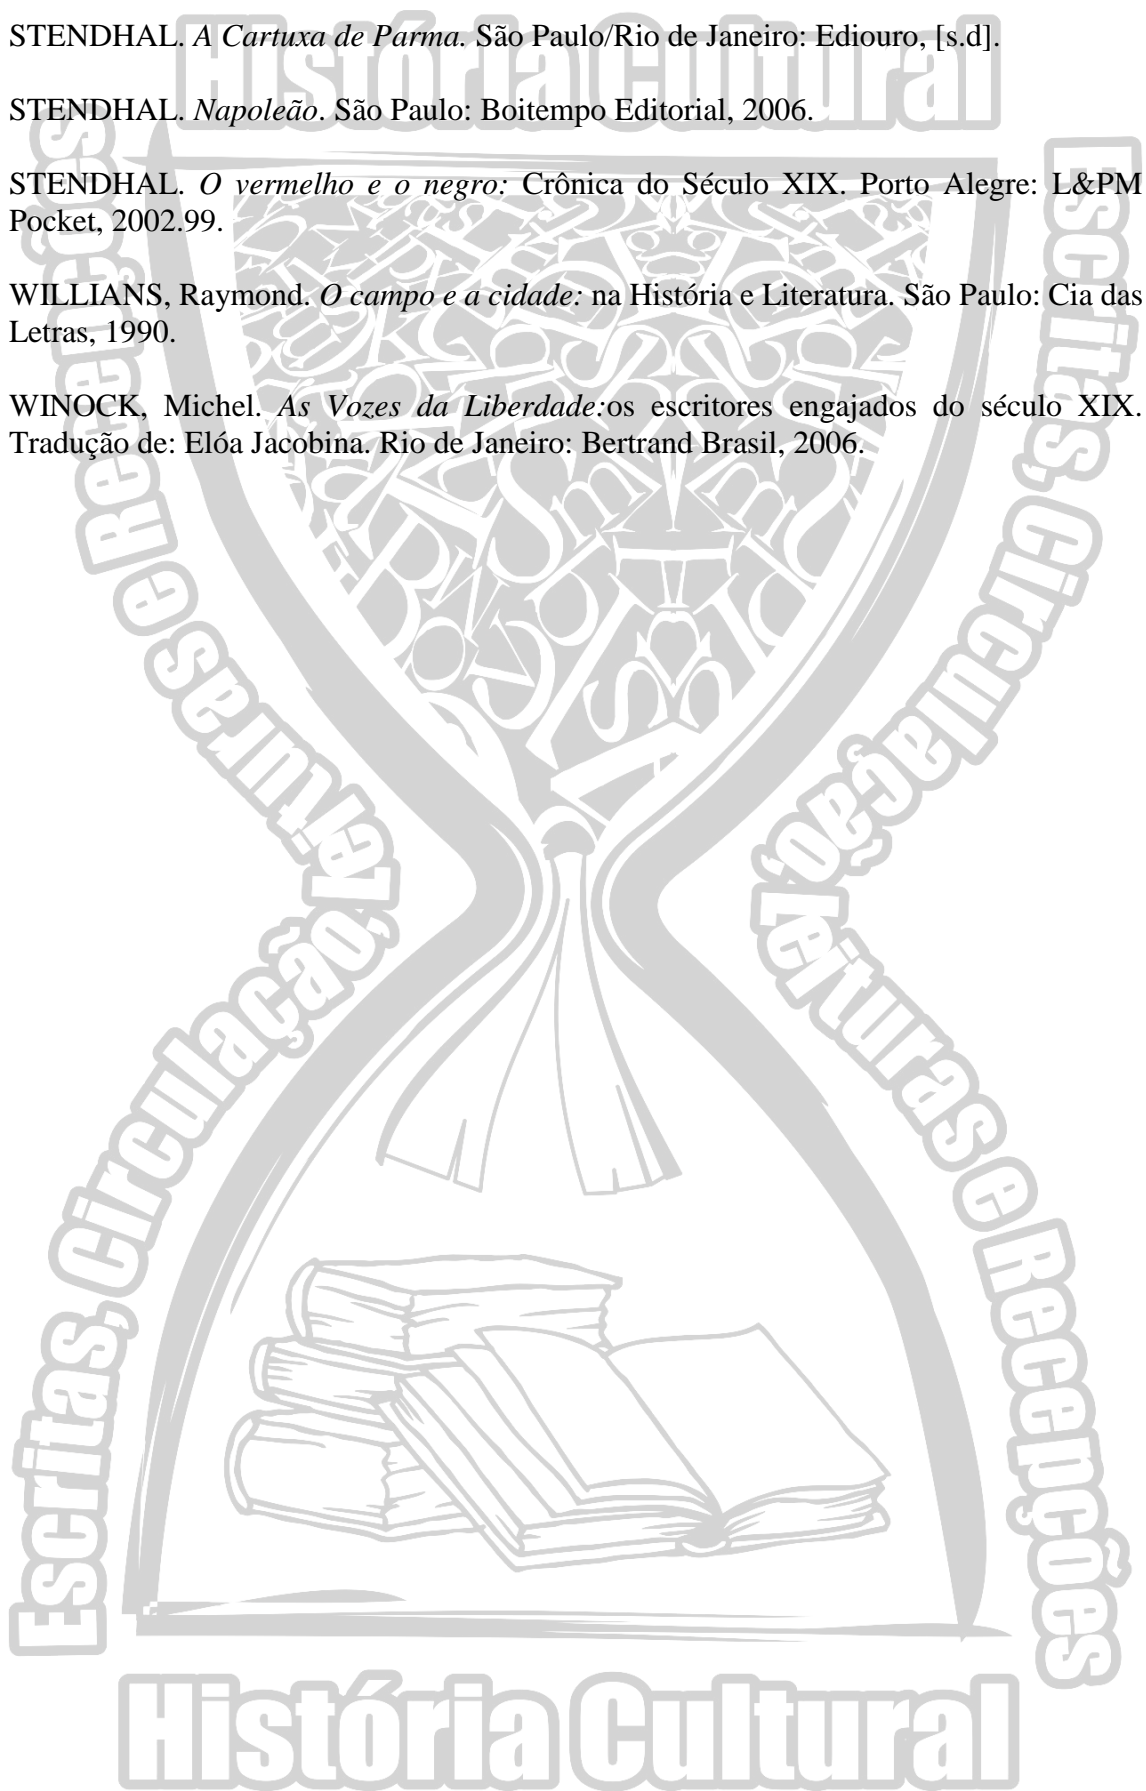 História Cultural
STENDHAL. A Cartuxa de Parma. São Paulo/Rio de Janeiro: Ediouro, [s.d].
STENDHAL. Napoleão. São Paulo: Boitempo Editorial, 2006.
STENDHAL. O vermelho e o negro: Crônica do Século XIX. Porto Alegre: L&PM
Pocket, 2002.99.
WILLIANS, Raymond. O campo e a cidade: na História e Literatura. São Paulo: Cia das
Letras, 1990.
WINOCK, Michel. As Vozes da Liberdade:os escritores engajados do século XIX.
Tradução de: Elóa Jacobina. Rio de Janeiro: Bertrand Brasil, 2006.
Escritas, Circulação, Leituras e Recepções
Escritas, Circulação, Leituras e Recepções
História Cultural